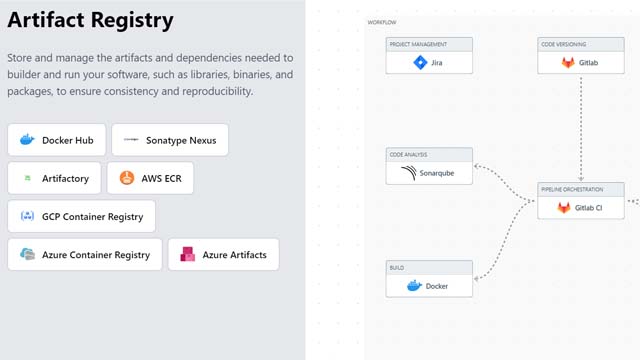 Artifact Registry
Store and manage the artifacts and dependencies needed to
builder and run your software, such as libraries, binaries, and
packages, to ensure consistency and reproducibility.
Docker Hub
Sonatype Nexus
Artifactory
AWS ECR
GCP Container Registry
Azure Container Registry
Azure Artifacts
WORKFLOW
PROJECT MANAGEMENT
Jira
CODE VERSIONING
Gitlab
CODE ANALYSIS
Sonarqube
PIPELINE ORCHESTRATION
Gitlab CI
BUILD
Docker